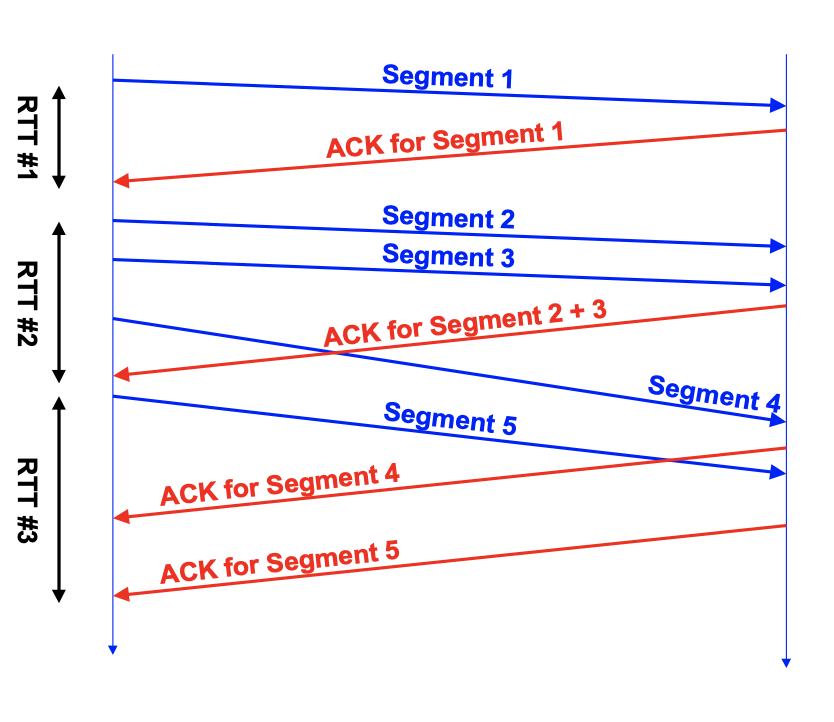 Segment 1
RTT #1
ACK for Segment 1
Segment 2
Segment 3
RTT #2
ACK for Segment 2 + 3
Segment 4
Segment 5
RTT #3
ACK for Segment 4
ACK for Segment 5